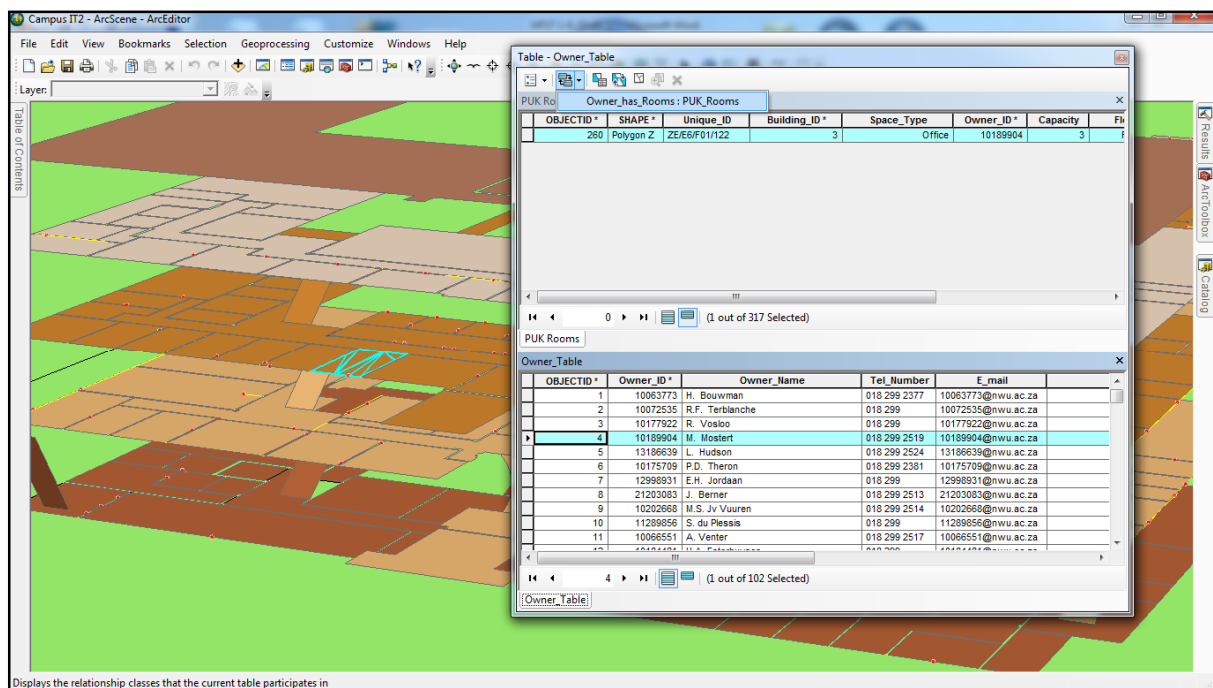 Campus IT2 - ArcScene - ArcEditor
File Edit View Bookmarks Selection Geoprocessing Customize Windows Help
Layer:
Table of Contents
Results
ArcToolbox
Catalog
Table - Owner_Table
PUK Ro
Owner_has_Rooms : PUK_Rooms
OBJECTID * SHAPE * Unique_ID Building_ID * Space_Type Owner_ID * Capacity
260 Polygon Z ZE/E6/F01/122 3 Office 10189904 3
0 (1 out of 317 Selected)
PUK Rooms
Owner_Table
OBJECTID * Owner_ID * Owner_Name Tel_Number E_mail
1 10063773 H. Bouwman 018 299 2377 10063773@nwu.ac.za
2 10072535 R.F. Terblanche 018 299 10072535@nwu.ac.za
3 10177922 R. Vosloo 018 299 10177922@nwu.ac.za
4 10189904 M. Mostert 018 299 2519 10189904@nwu.ac.za
5 13186639 L. Hudson 018 299 2524 13186639@nwu.ac.za
6 10175709 P.D. Theron 018 299 2381 10175709@nwu.ac.za
7 12998931 E.H. Jordaan 018 299 12998931@nwu.ac.za
8 21203083 J. Berner 018 299 2513 21203083@nwu.ac.za
9 10202668 M.S. Jv Vuuren 018 299 2514 10202668@nwu.ac.za
10 11289856 S. du Plessis 018 299 11289856@nwu.ac.za
11 10066551 A. Venter 018 299 2517 10066551@nwu.ac.za
4 (1 out of 102 Selected)
Owner_Table
Displays the relationship classes that the current table participates in